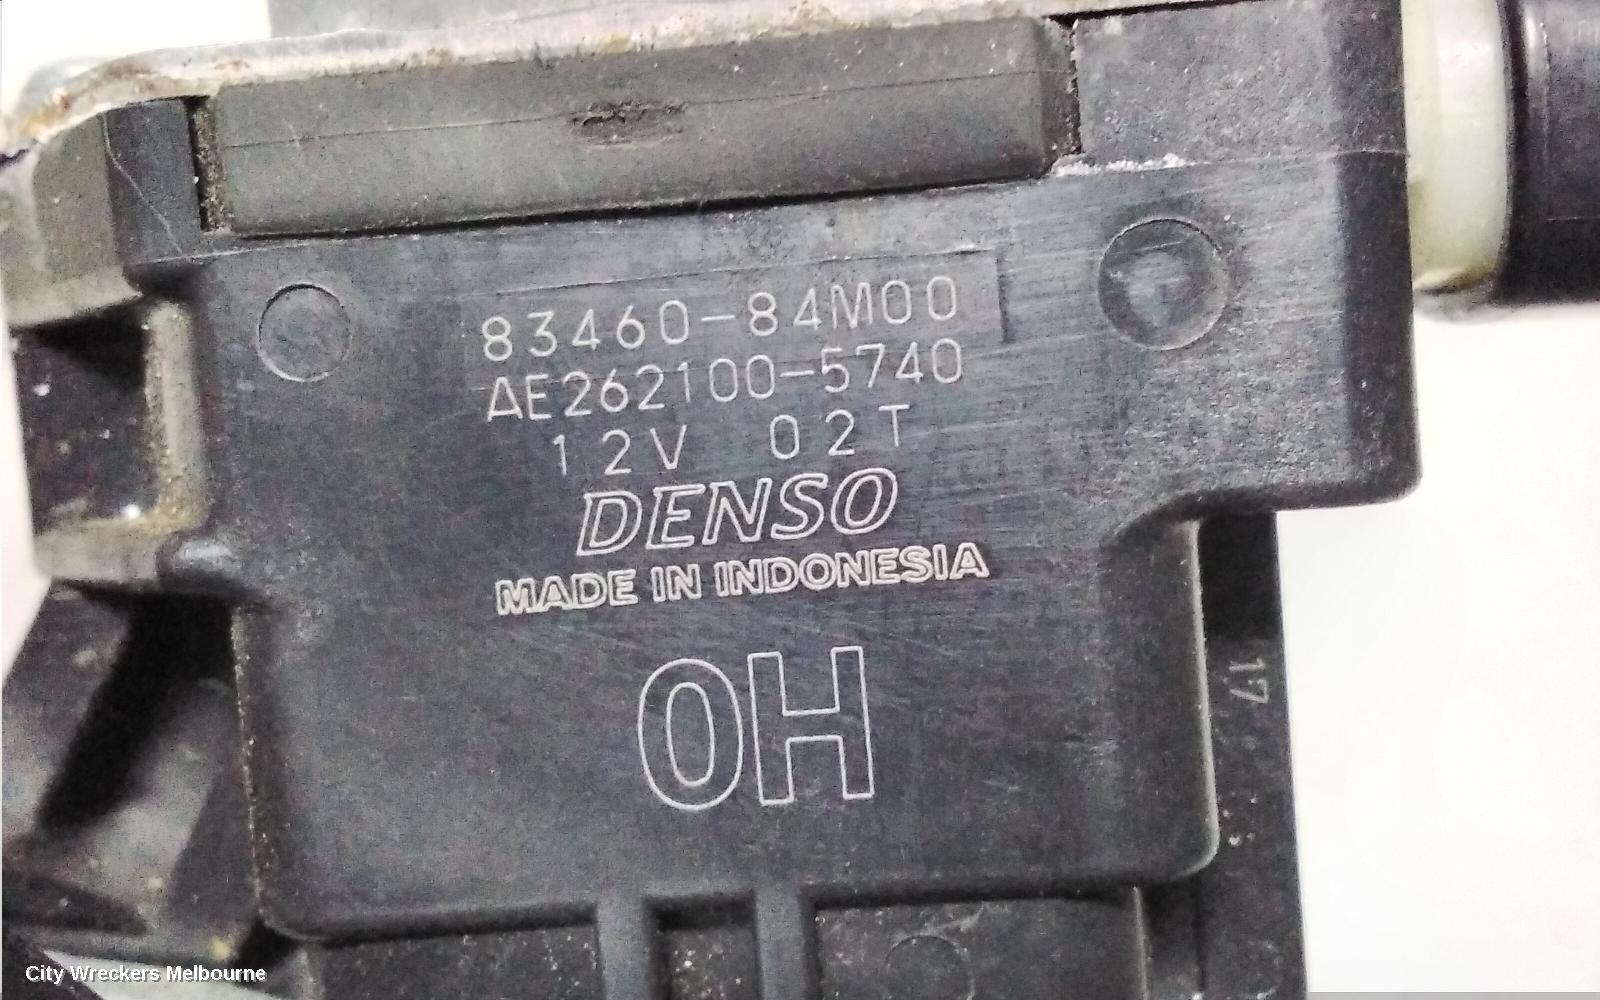 83460-84M00
AE262100-5740
12V 02T
DENSO
MADE IN INDONESIA
0H
17
City Wreckers Melbourne